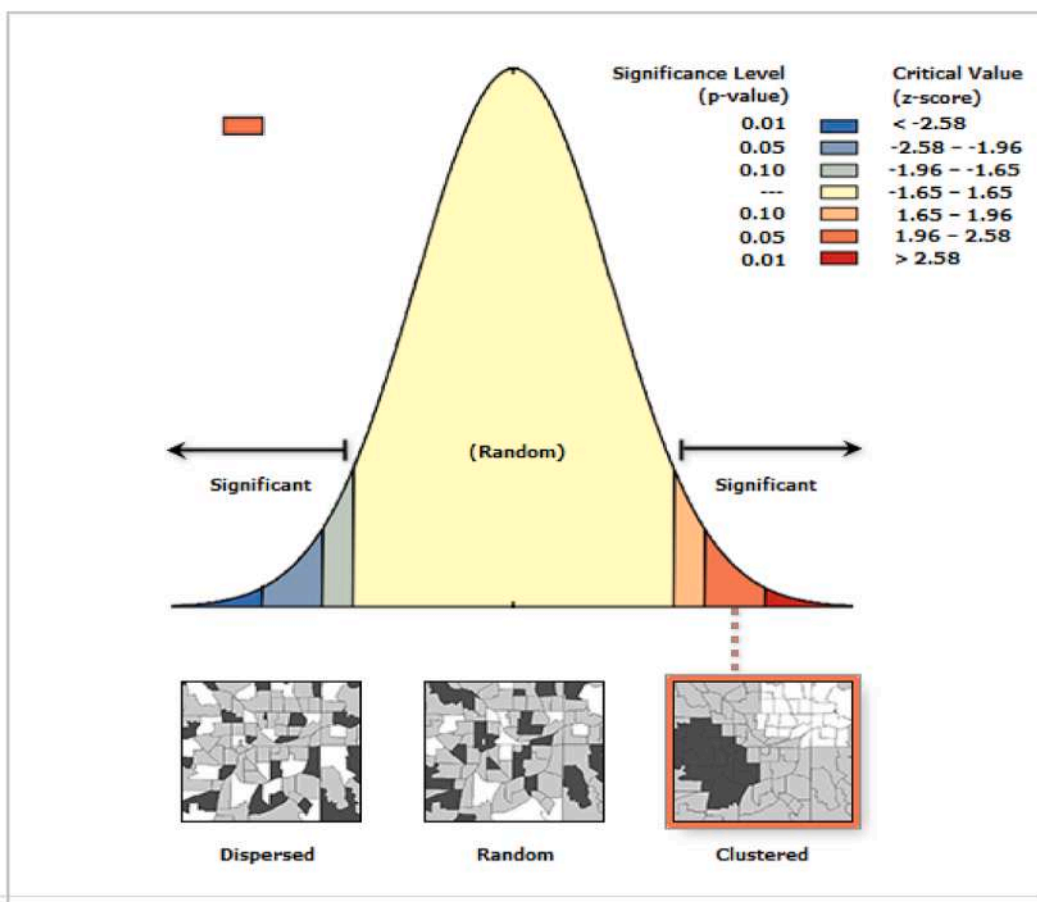 Significance Level (p-value) Critical Value (z-score)
0.01 < -2.58
0.05 -2.58 – -1.96
0.10 -1.96 – -1.65
--- -1.65 – 1.65
0.10 1.65 – 1.96
0.05 1.96 – 2.58
0.01 > 2.58
(Random)
Significant Significant
Dispersed Random Clustered